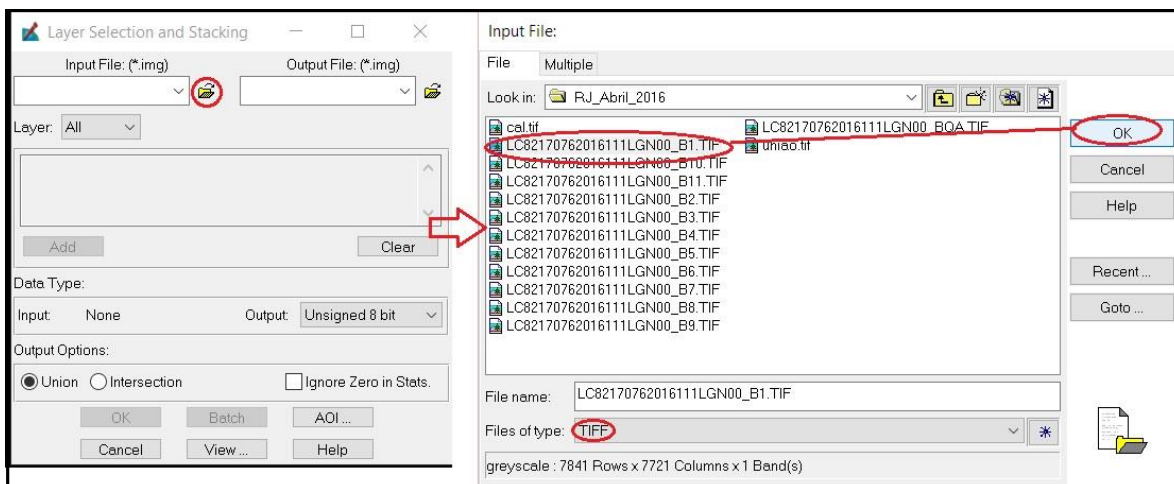 Layer Selection and Stacking
Input File: (*.img)
Output File: (*.img)
Layer: All
Add
Clear
Data Type:
Input: None
Output: Unsigned 8 bit
Output Options:
Union
Intersection
Ignore Zero in Stats.
OK
Batch
AOI ...
Cancel
View ...
Help
Input File:
File
Multiple
Look in: RJ_Abril_2016
cal.tif
LC82170762016111LGN00_B1.TIF
LC82170762016111LGN00_B10.TIF
LC82170762016111LGN00_B11.TIF
LC82170762016111LGN00_B2.TIF
LC82170762016111LGN00_B3.TIF
LC82170762016111LGN00_B4.TIF
LC82170762016111LGN00_B5.TIF
LC82170762016111LGN00_B6.TIF
LC82170762016111LGN00_B7.TIF
LC82170762016111LGN00_B8.TIF
LC82170762016111LGN00_B9.TIF
LC82170762016111LGN00_BQA.TIF
uniao.tif
OK
Cancel
Help
Recent ...
Goto ...
File name: LC82170762016111LGN00_B1.TIF
Files of type: TIFF
greyscale : 7841 Rows x 7721 Columns x 1 Band(s)